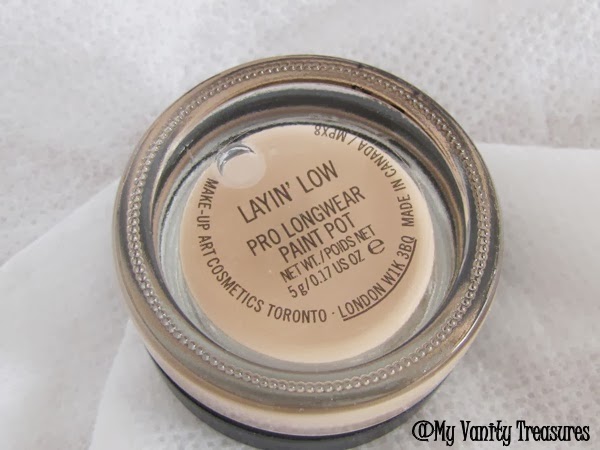 LAYIN' LOW
PRO LONGWEAR
PAINT POT
NET WT./POIDS NET
5 g/0.17 US OZ e
MAKE-UP ART COSMETICS TORONTO · LONDON W1K 3BQ MADE IN CANADA / MPX8
@My Vanity Treasures